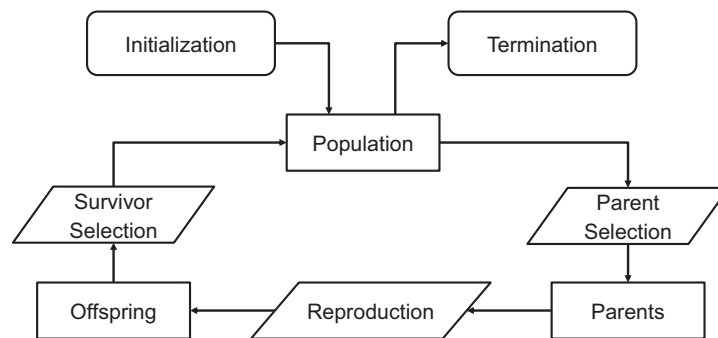 Initialization
Termination
Population
Survivor
Selection
Parent
Selection
Offspring
Reproduction
Parents